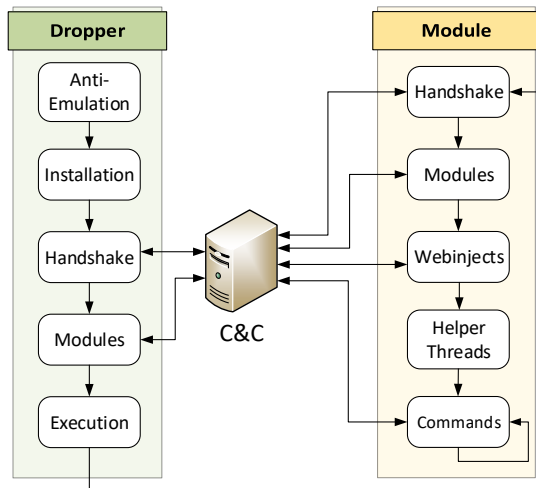 Dropper
Anti-
Emulation
Installation
Handshake
Modules
Execution
C&C
Module
Handshake
Modules
Webinjects
Helper
Threads
Commands